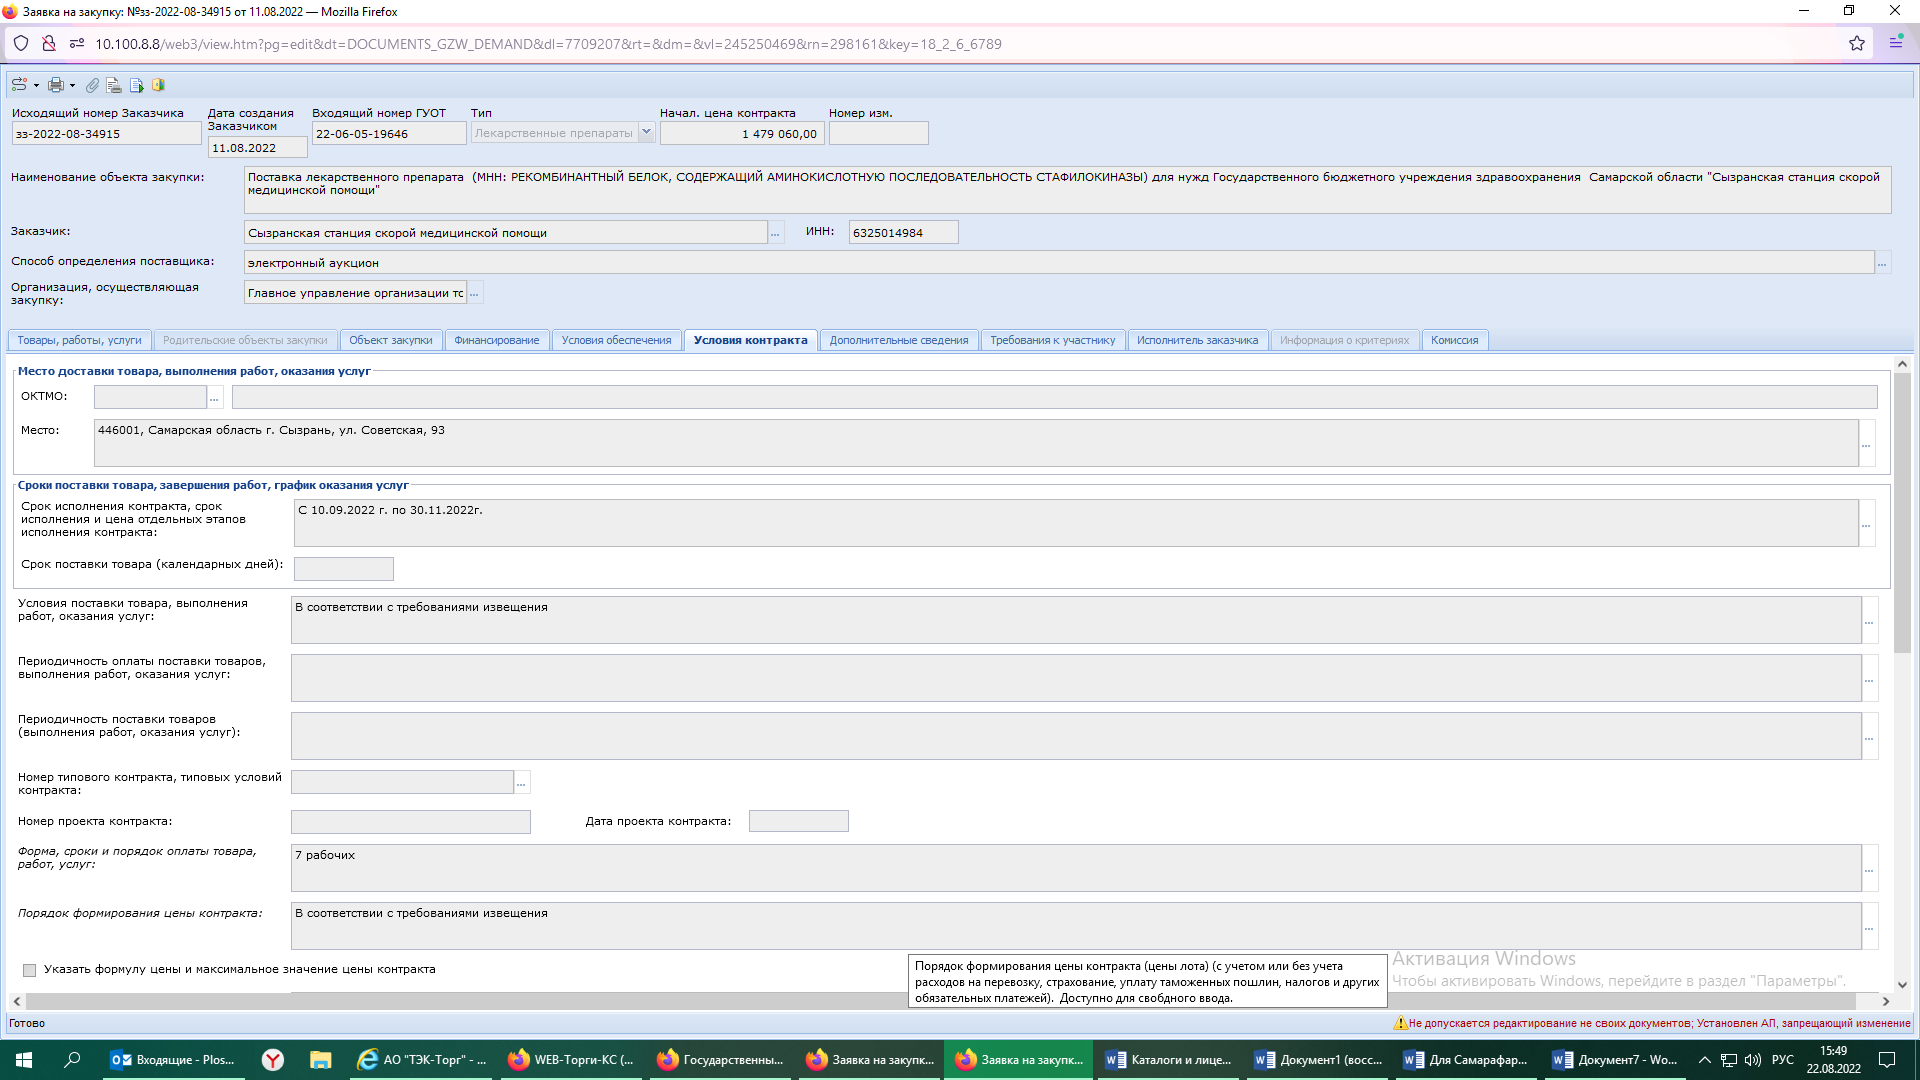 Заявка на закупку: №зз-2022-08-34915 от 11.08.2022 — Mozilla Firefox
10.100.8.8/web3/view.htm?pg=edit&dt=DOCUMENTS_GZW_DEMAND&dl=7709207&rt=&dm=&vl=245250469&rn=298161&key=18_2_6_6789
Исходящий номер Заказчика
Дата создания
Заказчиком
Входящий номер ГУОТ
Тип
Начал. цена контракта
Номер изм.
зз-2022-08-34915
11.08.2022
22-06-05-19646
Лекарственные препараты
1 479 060,00
Наименование объекта закупки:
Поставка лекарственного препарата (МНН: РЕКОМБИНАНТНЫЙ БЕЛОК, СОДЕРЖАЩИЙ АМИНОКИСЛОТНУЮ ПОСЛЕДОВАТЕЛЬНОСТЬ СТАФИЛОКИНАЗЫ) для нужд Государственного бюджетного учреждения здравоохранения Самарской области "Сызранская станция скорой
медицинской помощи"
Заказчик:
Сызранская станция скорой медицинской помощи
...
ИНН:
6325014984
Способ определения поставщика:
электронный аукцион
...
Организация, осуществляющая
закупку:
Главное управление организации тс
...
Товары, работы, услуги
Родительские объекты закупки
Объект закупки
Финансирование
Условия обеспечения
Условия контракта
Дополнительные сведения
Требования к участнику
Исполнитель заказчика
Информация о критериях
Комиссия
Место доставки товара, выполнения работ, оказания услуг
ОКТМО:
...
Место:
446001, Самарская область г. Сызрань, ул. Советская, 93
...
Сроки поставки товара, завершения работ, график оказания услуг
Срок исполнения контракта, срок
исполнения и цена отдельных этапов
исполнения контракта:
С 10.09.2022 г. по 30.11.2022г.
...
Срок поставки товара (календарных дней):
Условия поставки товара, выполнения
работ, оказания услуг:
В соответствии с требованиями извещения
...
Периодичность оплаты поставки товаров,
выполнения работ, оказания услуг:
...
Периодичность поставки товаров
(выполнения работ, оказания услуг):
...
Номер типового контракта, типовых условий
контракта:
...
Номер проекта контракта:
Дата проекта контракта:
Форма, сроки и порядок оплаты товара,
работ, услуг:
7 рабочих
...
Порядок формирования цены контракта:
В соответствии с требованиями извещения
...
Указать формулу цены и максимальное значение цены контракта
Порядок формирования цены контракта (цены лота) (с учетом или без учета
расходов на перевозку, страхование, уплату таможенных пошлин, налогов и других
обязательных платежей). Доступно для свобдного ввода.
Активация Windows
Чтобы активировать Windows, перейдите в раздел "Параметры".
Готово
Не допускается редактирование не своих документов; Установлен АП, запрещающий изменение
Входящие - Plos...
АО "ТЭК-Торг" - ...
WEB-Торги-КС (...
Государственны...
Заявка на закупк...
Заявка на закупк...
Каталоги и лице...
Документ1 (восс...
Для Самарафар...
Документ7 - Wo...
РУС
15:49
22.08.2022